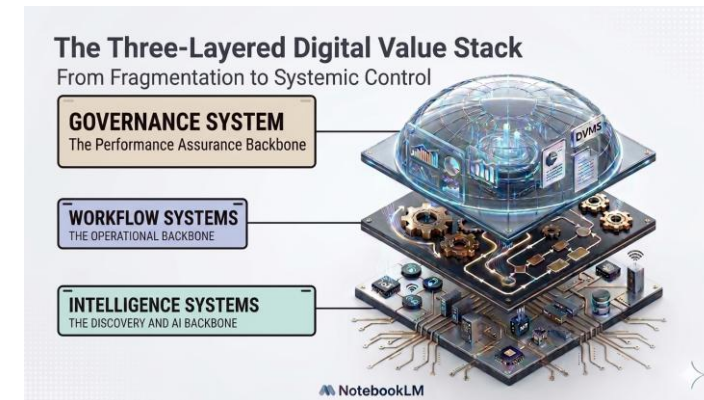 The Three-Layered Digital Value Stack
From Fragmentation to Systemic Control
GOVERNANCE SYSTEM
The Performance Assurance Backbone
DVMS
WORKFLOW SYSTEMS
THE OPERATIONAL BACKBONE
INTELLIGENCE SYSTEMS
THE DISCOVERY AND AI BACKBONE
NotebookLM